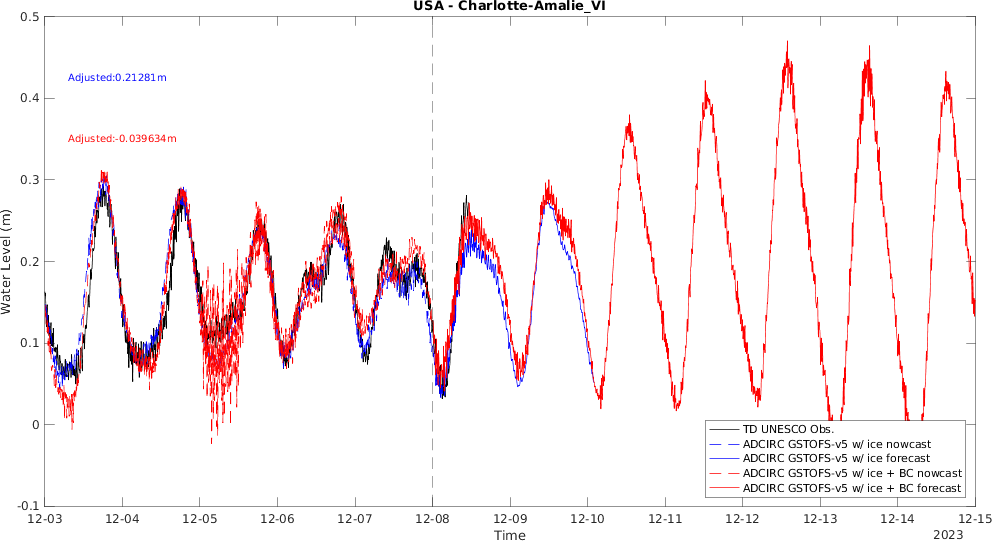 USA - Charlotte-Amalie_VI
0.5
0.4
0.3
0.2
0.1
0
-0.1
Water Level (m)
Adjusted:0.21281m
Adjusted:-0.039634m
TD UNESCO Obs.
ADCIRC GSTOFS-v5 w/ ice nowcast
ADCIRC GSTOFS-v5 w/ ice forecast
ADCIRC GSTOFS-v5 w/ ice + BC nowcast
ADCIRC GSTOFS-v5 w/ ice + BC forecast
12-03 12-04 12-05 12-06 12-07 12-08 12-09 12-10 12-11 12-12 12-13 12-14 12-15
Time
2023